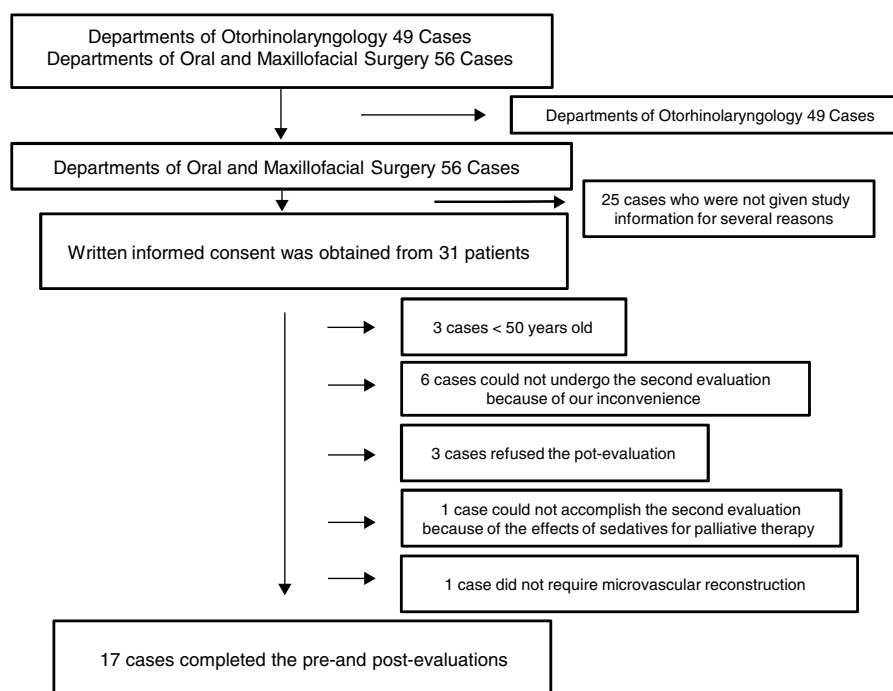 Departments of Otorhinolaryngology 49 Cases
Departments of Oral and Maxillofacial Surgery 56 Cases
Departments of Otorhinolaryngology 49 Cases
Departments of Oral and Maxillofacial Surgery 56 Cases
25 cases who were not given study
information for several reasons
Written informed consent was obtained from 31 patients
3 cases < 50 years old
6 cases could not undergo the second evaluation
because of our inconvenience
3 cases refused the pot-evaluation
1 case could not accomplish the second evaluation
because of the effects of sedatives for palliative therapy
1 case did not require microvascular reconstruction
17 cases completed the pre-and post-evaluations